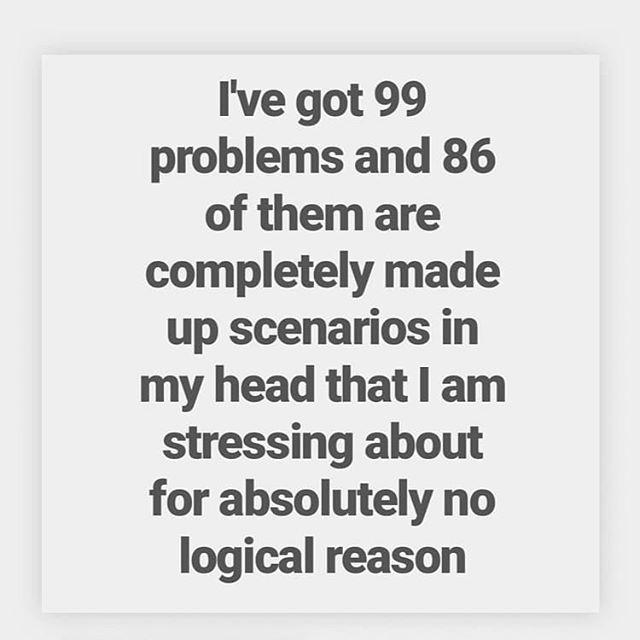 I've got 99
problems and 86
of them are
completely made
up scenarios in
my head that I am
stressing about
for absolutely no
logical reason